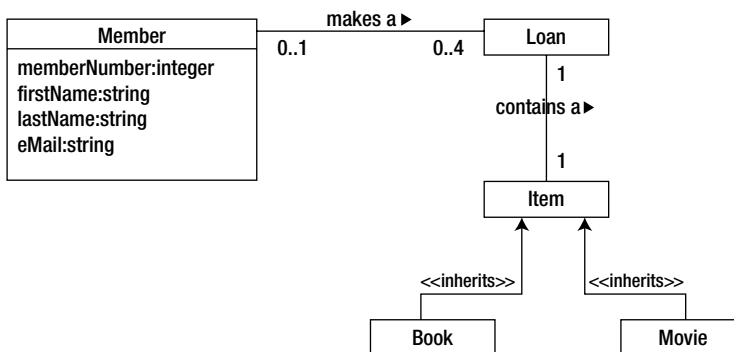 makes a ▶
Member
0..1
0..4
Loan
memberNumber:integer
firstName:string
lastName:string
eMail:string
1
contains a ▶
1
Item
<<inherits>>
<<inherits>>
Book
Movie